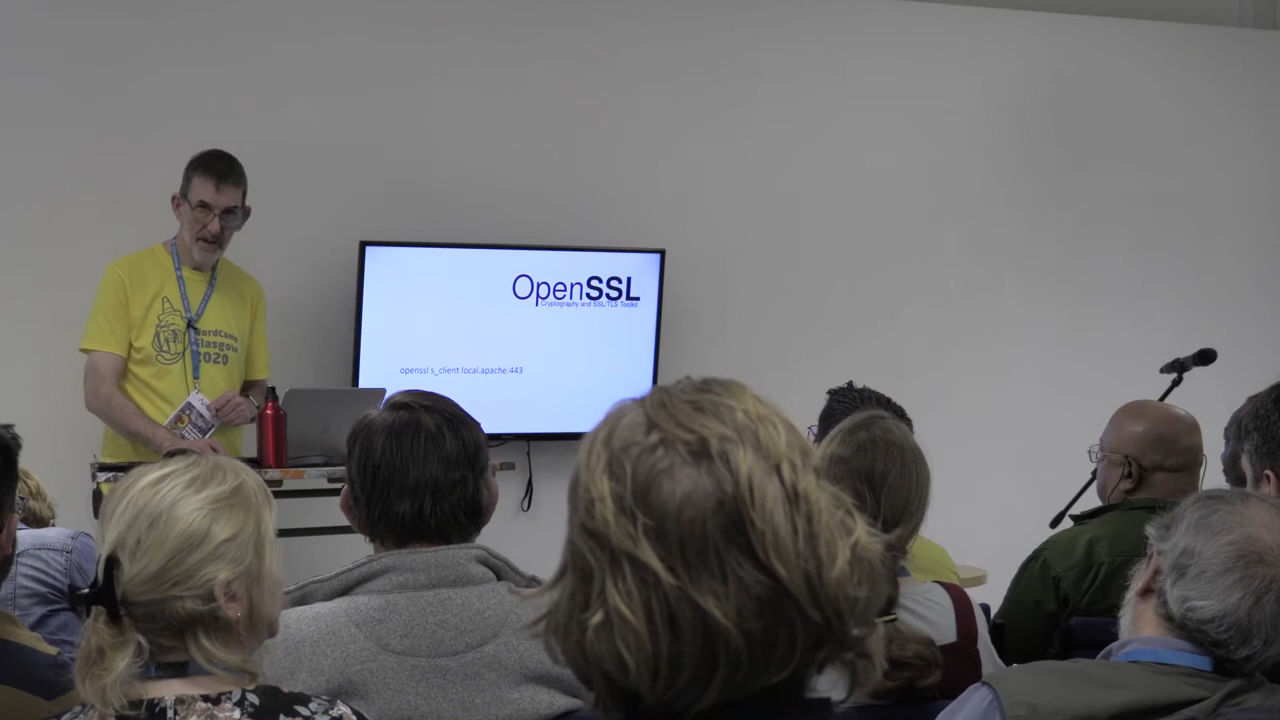 WordCamp
Glasgow
2020
OpenSSL
Cryptography and SSL/TLS Toolkit
openssl s_client local.apache:443